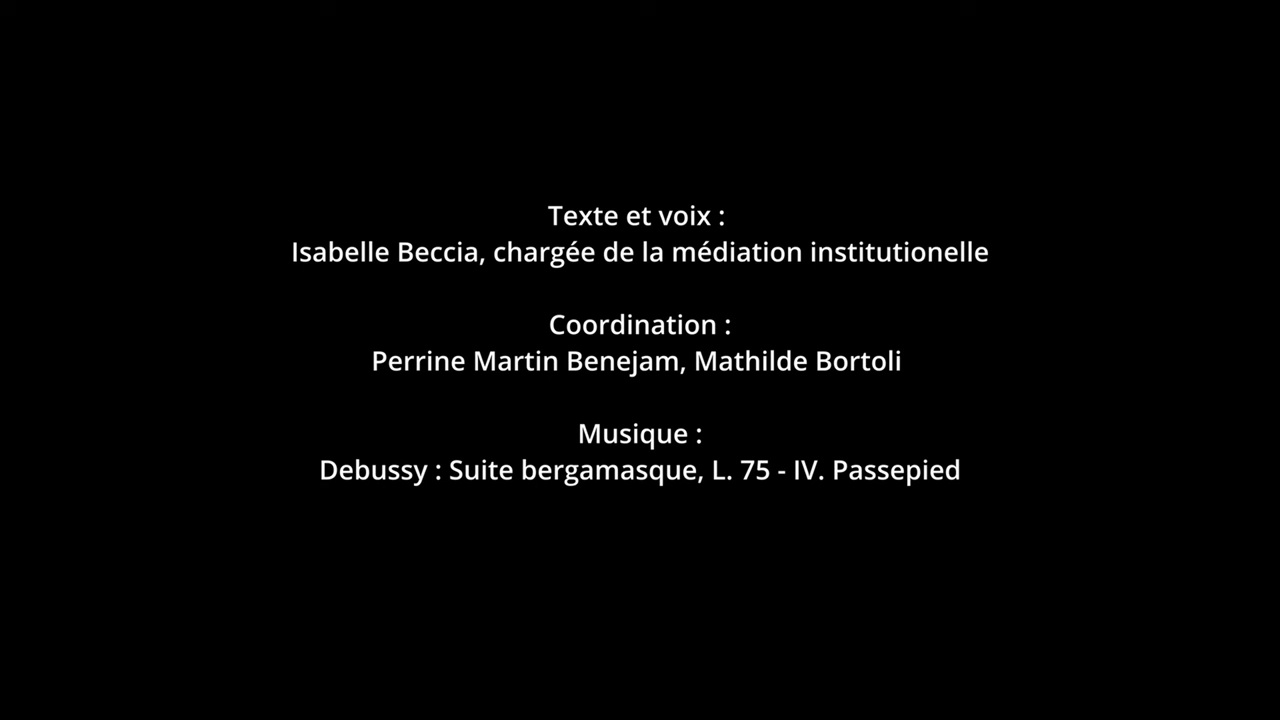 Texte et voix :
Isabelle Beccia, chargée de la médiation institutionelle
Coordination :
Perrine Martin Benejam, Mathilde Bortoli
Musique :
Debussy : Suite bergamasque, L. 75 - IV. Passepied